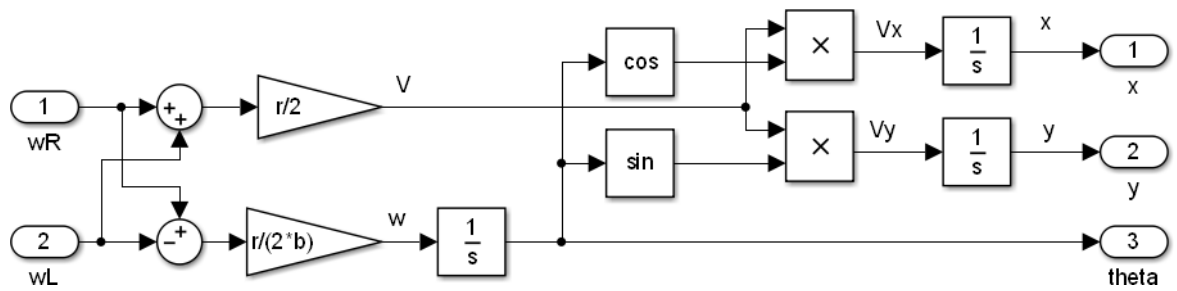 1
wR
2
wL
+
+
−
+
r/2
r/(2*b)
V
w
1
s
cos
sin
×
×
Vx
Vy
1
s
1
s
x
y
1
x
2
y
3
theta